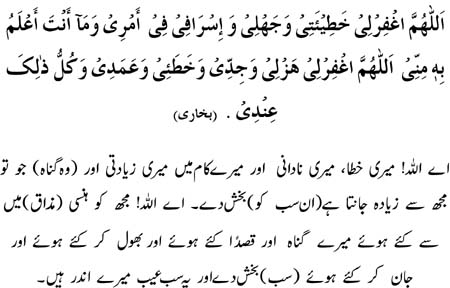 اَللّٰهُمَّ اغْفِرْلِیْ خَطِیْئَتِیْ وَجَهْلِیْ وَ اِسْرَافِیْ فِیْ اَمْرِیْ وَمَآ اَنْتَ اَعْلَمُ
بِهٖ مِنِّیْ اَللّٰهُمَّ اغْفِرْلِیْ هَزْلِیْ وَجِدِّیْ وَخَطَئِیْ وَعَمَدِیْ وَکُلُّ ذٰلِکَ
عِنْدِیْ . (بخاری)
اے اللہ! میری خطا، میری نادانی اور میرے کام میں میری زیادتی اور (وہ گناہ) جو تو
مجھ سے زیادہ جانتا ہے (ان سب کو) بخش دے۔ اے اللہ! مجھ کو ہنسی (مذاق) میں
سے کئے ہوئے میرے گناہ اور قصدًا کئے ہوئے اور بھول کر کئے ہوئے اور
جان کر کئے ہوئے (سب) بخش دے اور یہ سب عیب میرے اندر ہیں۔